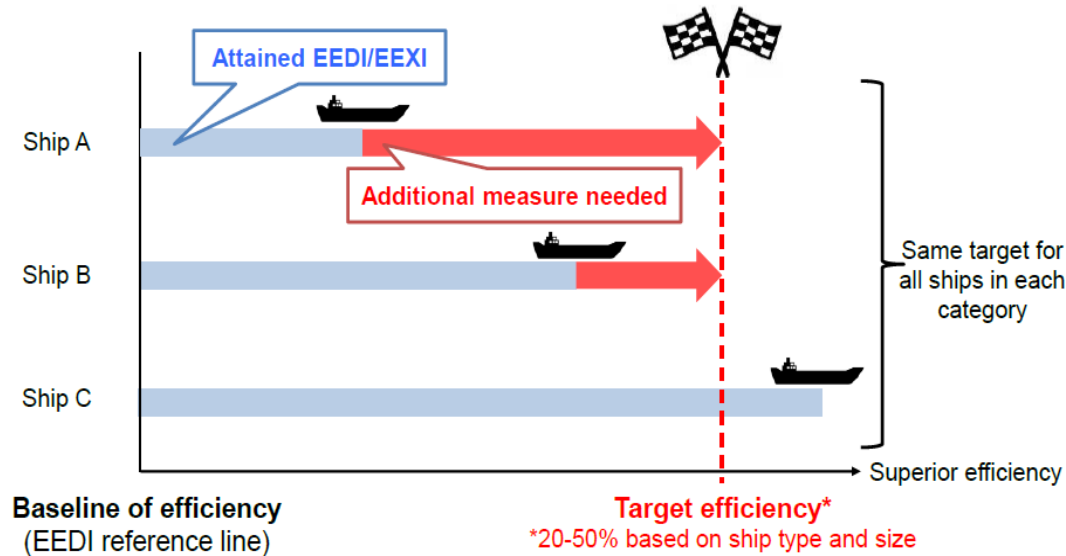 Attained EEDI/EEXI
Ship A
Additional measure needed
Ship B
Same target for
all ships in each
category
Ship C
Superior efficiency
Baseline of efficiency
(EEDI reference line)
Target efficiency*
*20-50% based on ship type and size